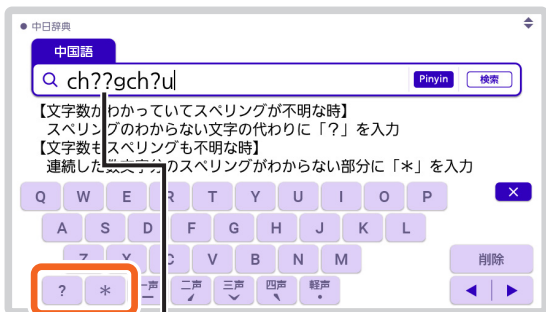 中日辞典
中国語
ch??gch?u
Pinyin
検索
【文字数がわかっていてスペリングが不明な時】
スペリングのわからない文字の代わりに「？」を入力
【文字数もスペリングも不明な時】
連続した数文字分のスペリングがわからない部分に「＊」を入力
Q W E R T Y U I O P ×
A S D F G H J K L
Z X C V B N M 削除
? ＊ 一声 二声 三声 四声 軽声